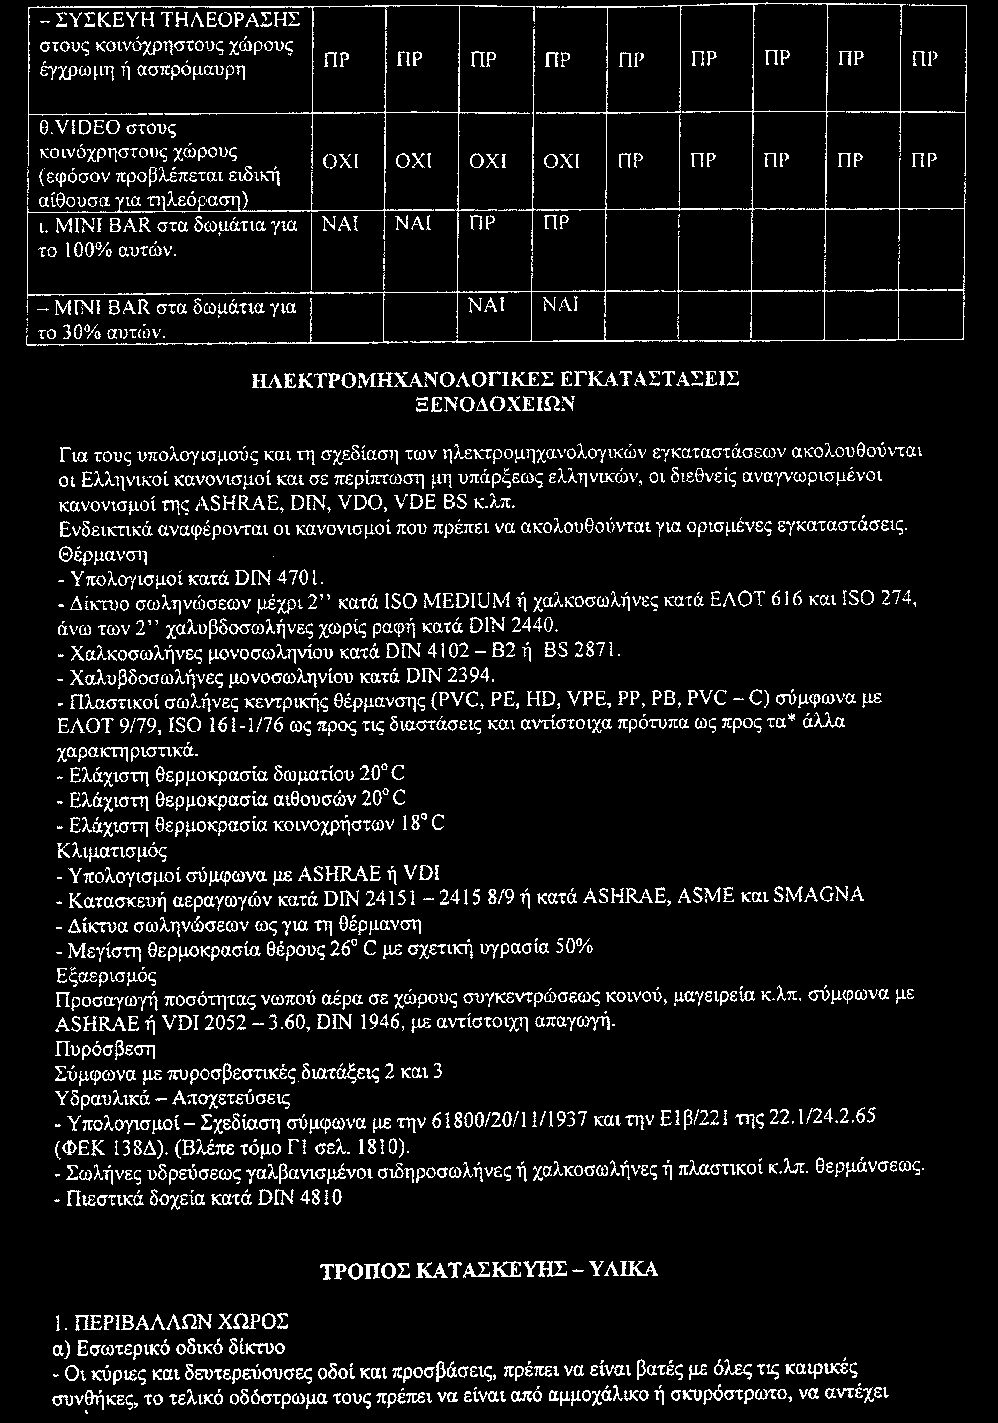 - ΣΥΣΚΕΥΗ ΤΗΛΕΟΡΑΣΗΣ
στους κοινόχρηστους χώρους
έγχρωμη ή ασπρόμαυρη
ΠΡ ΠΡ ΠΡ ΠΡ ΠΡ ΠΡ ΠΡ ΠΡ ΠΡ
θ.VIDEO στους
κοινόχρηστους χώρους
(εφόσον προβλέπεται ειδική
αίθουσα για τηλεόραση)
ΟΧΙ ΟΧΙ ΟΧΙ ΟΧΙ ΠΡ ΠΡ ΠΡ ΠΡ ΠΡ
ι. MINI BAR στα δωμάτια για
το 100% αυτών.
ΝΑΙ ΝΑΙ ΠΡ ΠΡ
- MINI BAR στα δωμάτια για
το 30% αυτών.
ΝΑΙ ΝΑΙ
ΗΛΕΚΤΡΟΜΗΧΑΝΟΛΟΓΙΚΕΣ ΕΓΚΑΤΑΣΤΑΣΕΙΣ
ΞΕΝΟΔΟΧΕΙΩΝ
Για τους υπολογισμούς και τη σχεδίαση των ηλεκτρομηχανολογικών εγκαταστάσεων ακολουθούνται
οι Ελληνικοί κανονισμοί και σε περίπτωση μη υπάρξεως ελληνικών, οι διεθνείς αναγνωρισμένοι
κανονισμοί της ASHRAE, DIN, VDO, VDE BS κ.λπ.
Ενδεικτικά αναφέρονται οι κανονισμοί που πρέπει να ακολουθούνται για ορισμένες εγκαταστάσεις.
Θέρμανση
- Υπολογισμοί κατά DIN 4701.
- Δίκτυο σωληνώσεων μέχρι 2'' κατά ISO MEDIUM ή χαλκοσωλήνες κατά ΕΛΟΤ 616 και ISO 274,
άνω των 2'' χαλυβδοσωλήνες χωρίς ραφή κατά DIN 2440.
- Χαλκοσωλήνες μονοσωληνίου κατά DIN 4102 – B2 ή BS 2871.
- Χαλυβδοσωλήνες μονοσωληνίου κατά DIN 2394.
- Πλαστικοί σωλήνες κεντρικής θέρμανσης (PVC, PE, HD, VPE, PP, PB, PVC – C) σύμφωνα με
ΕΛΟΤ 9/79, ISO 161-1/76 ως προς τις διαστάσεις και αντίστοιχα πρότυπα ως προς τα* άλλα
χαρακτηριστικά.
- Ελάχιστη θερμοκρασία δωματίου 20° C
- Ελάχιστη θερμοκρασία αιθουσών 20° C
- Ελάχιστη θερμοκρασία κοινοχρήστων 18° C
Κλιματισμός
- Υπολογισμοί σύμφωνα με ASHRAE ή VDI
- Κατασκευή αεραγωγών κατά DIN 24151 – 2415 8/9 ή κατά ASHRAE, ASME και SMAGNA
- Δίκτυα σωληνώσεων ως για τη θέρμανση
- Μεγίστη θερμοκρασία θέρους 26° C με σχετική υγρασία 50%
Εξαερισμός
Προσαγωγή ποσότητας νωπού αέρα σε χώρους συγκεντρώσεως κοινού, μαγειρεία κ.λπ. σύμφωνα με
ASHRAE ή VDI 2052 – 3.60, DIN 1946, με αντίστοιχη απαγωγή.
Πυρόσβεση
Σύμφωνα με πυροσβεστικές διατάξεις 2 και 3
Υδραυλικά – Αποχετεύσεις
- Υπολογισμοί – Σχεδίαση σύμφωνα με την 61800/20/11/1937 και την Ε1β/221 της 22.1/24.2.65
(ΦΕΚ 138Δ). (Βλέπε τόμο Γ1 σελ. 1810).
- Σωλήνες υδρεύσεως γαλβανισμένοι σιδηροσωλήνες ή χαλκοσωλήνες ή πλαστικοί κ.λπ. θερμάνσεως.
- Πιεστικά δοχεία κατά DIN 4810
ΤΡΟΠΟΣ ΚΑΤΑΣΚΕΥΗΣ – ΥΛΙΚΑ
1. ΠΕΡΙΒΑΛΛΩΝ ΧΩΡΟΣ
α) Εσωτερικό οδικό δίκτυο
- Οι κύριες και δευτερεύουσες οδοί και προσβάσεις, πρέπει να είναι βατές με όλες τις καιρικές
συνθήκες, το τελικό οδόστρωμα τους πρέπει να είναι από αμμοχάλικο ή σκυρόστρωτο, να αντέχει